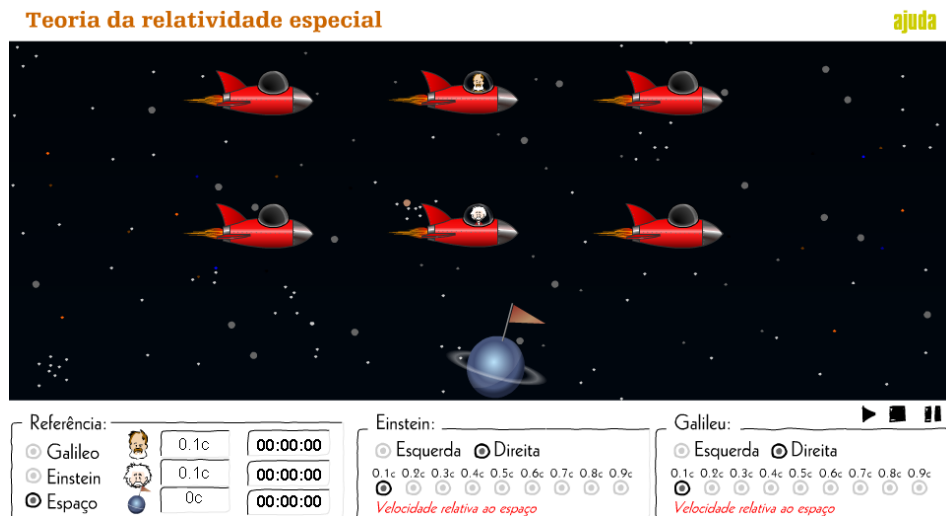 Teoria da relatividade especial
ajuda
Referência:
Galileo
0.1c
00:00:00
Einstein
0.1c
00:00:00
Espaço
0c
00:00:00
Einstein:
Esquerda
Direita
0.1c 0.2c 0.3c 0.4c 0.5c 0.6c 0.7c 0.8c 0.9c
Velocidade relativa ao espaço
Galileu:
Esquerda
Direita
0.1c 0.2c 0.3c 0.4c 0.5c 0.6c 0.7c 0.8c 0.9c
Velocidade relativa ao espaço